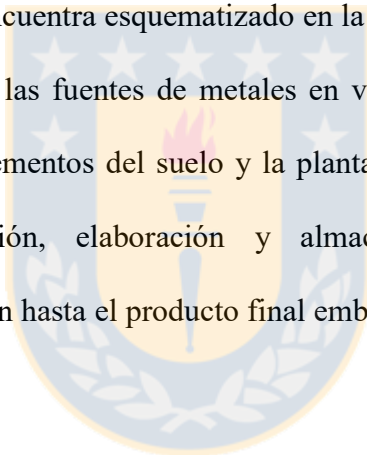 cuentra esquematizado en la
las fuentes de metales en v
ementos del suelo y la planta
ión, elaboración y alma
n hasta el producto final emb